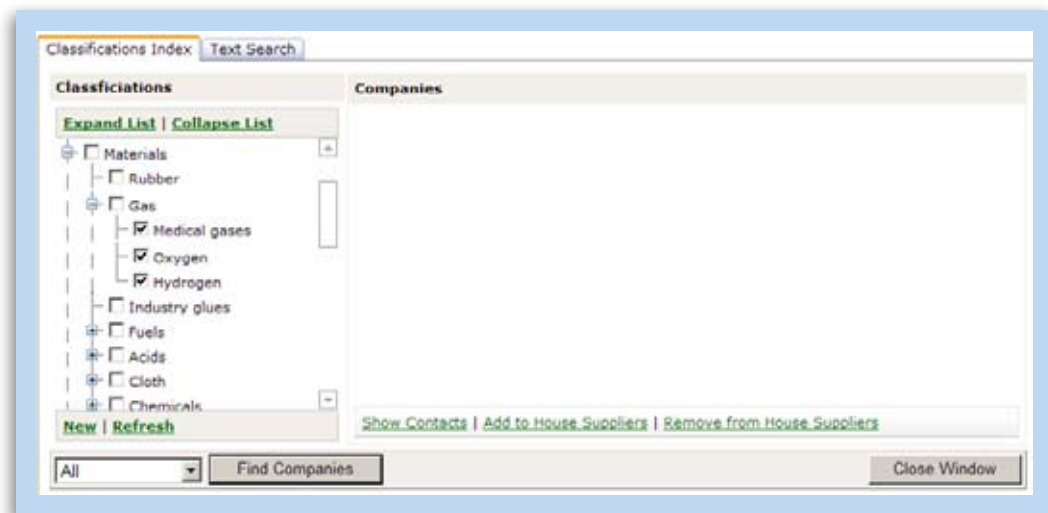 Classifications Index Text Search
Classficiations
Companies
Expand List | Collapse List
Materials
Rubber
Gas
Medical gases
Oxygen
Hydrogen
Industry glues
Fuels
Acids
Cloth
Chemicals
New | Refresh
Show Contacts | Add to House Suppliers | Remove from House Suppliers
All Find Companies Close Window